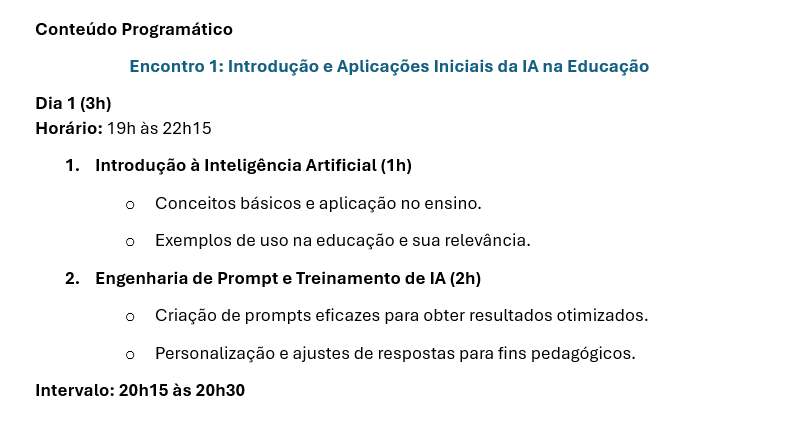 Conteúdo Programático
Encontro 1: Introdução e Aplicações Iniciais da IA na Educação
Dia 1 (3h)
Horário: 19h às 22h15
1. Introdução à Inteligência Artificial (1h)
o Conceitos básicos e aplicação no ensino.
o Exemplos de uso na educação e sua relevância.
2. Engenharia de Prompt e Treinamento de IA (2h)
o Criação de prompts eficazes para obter resultados otimizados.
o Personalização e ajustes de respostas para fins pedagógicos.
Intervalo: 20h15 às 20h30